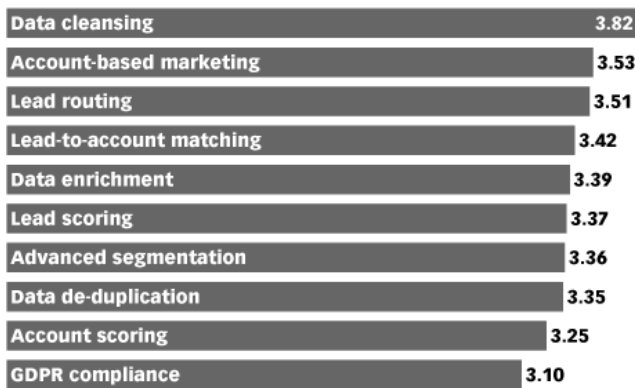 Data cleansing 3.82
Account-based marketing 3.53
Lead routing 3.51
Lead-to-account matching 3.42
Data enrichment 3.39
Lead scoring 3.37
Advanced segmentation 3.36
Data de-duplication 3.35
Account scoring 3.25
GDPR compliance 3.10